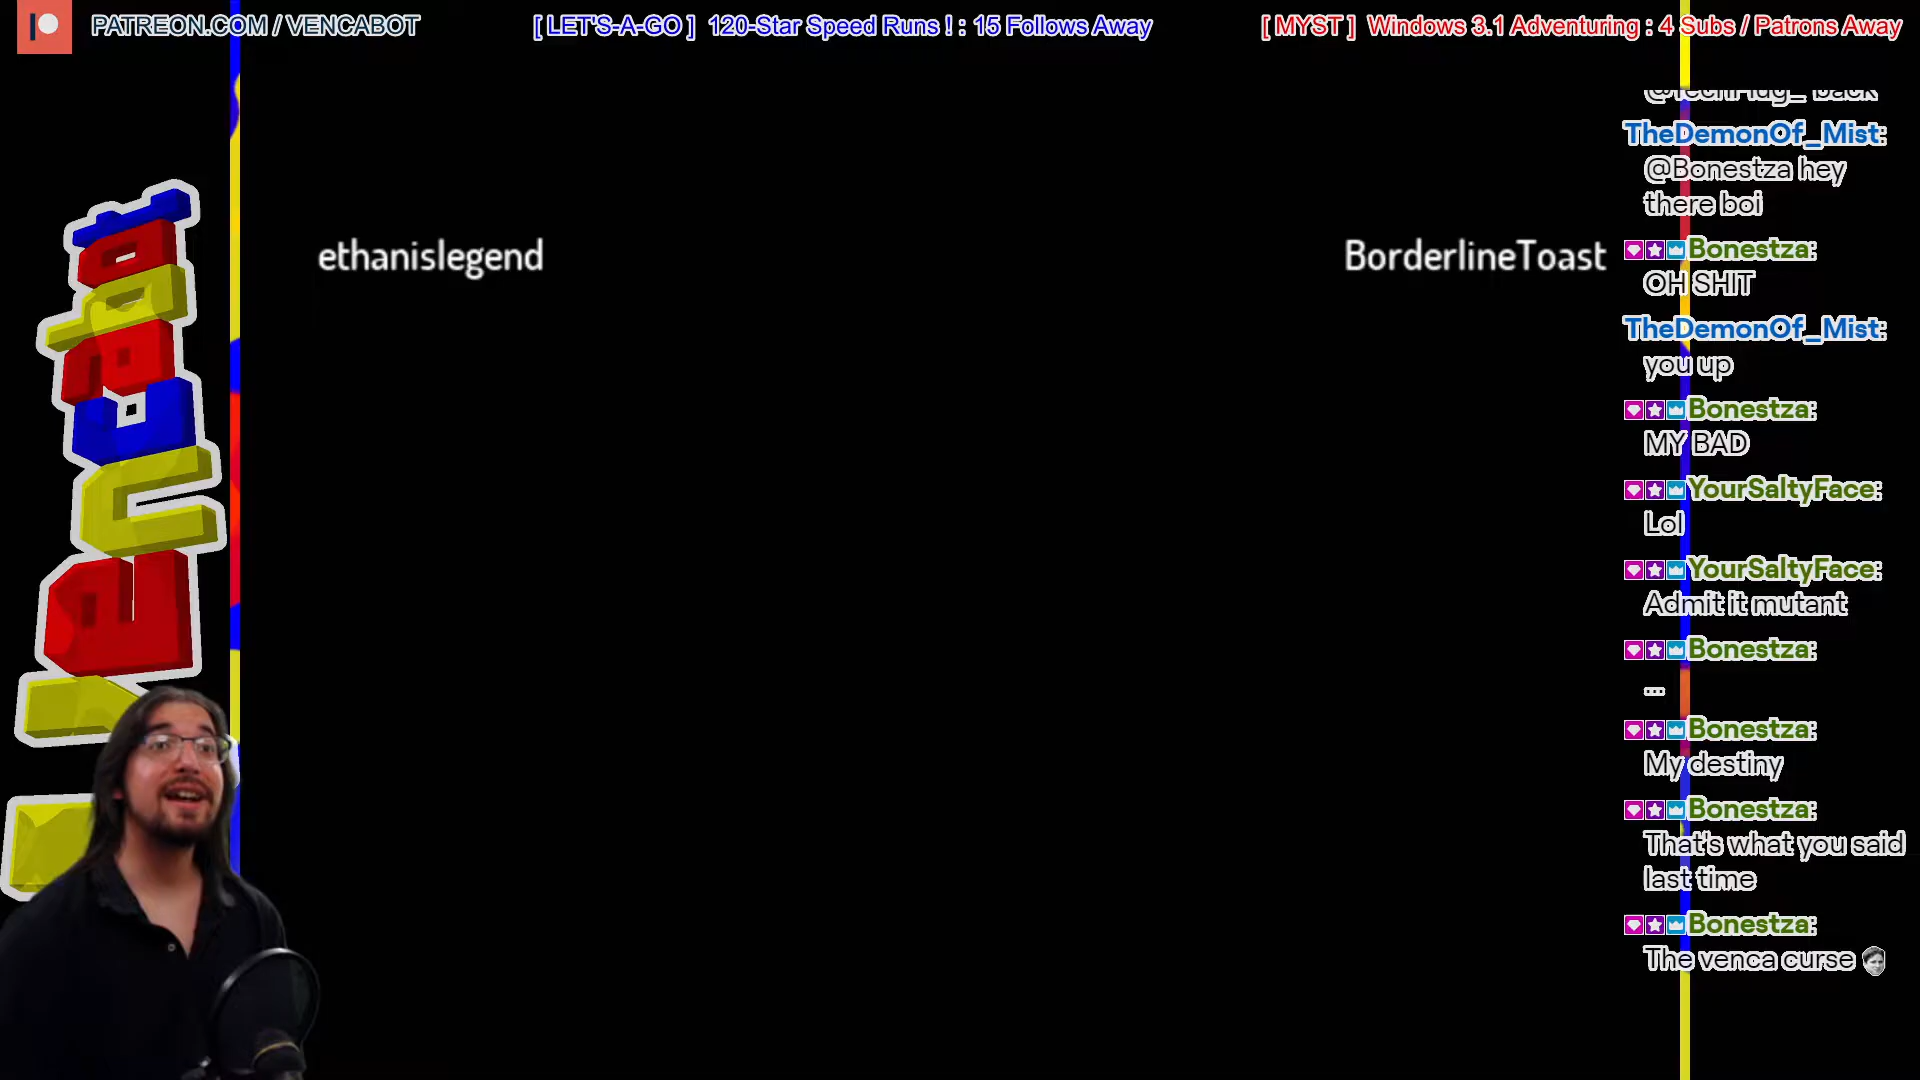 PATREON.COM / VENCABOT
[ LET'S-A-GO ] 120-Star Speed Runs ! : 15 Follows Away
[ MYST ] Windows 3.1 Adventuring : 4 Subs / Patrons Away
Vencabot
ethanislegend
BorderlineToast
back
TheDemonOf_Mist:
@Bonestza hey
there boi
Bonestza:
OH SHIT
TheDemonOf_Mist:
you up
Bonestza:
MY BAD
YourSaltyFace:
Lol
YourSaltyFace:
Admit it mutant
Bonestza:
...
Bonestza:
My destiny
Bonestza:
That's what you said
last time
Bonestza:
The venca curse